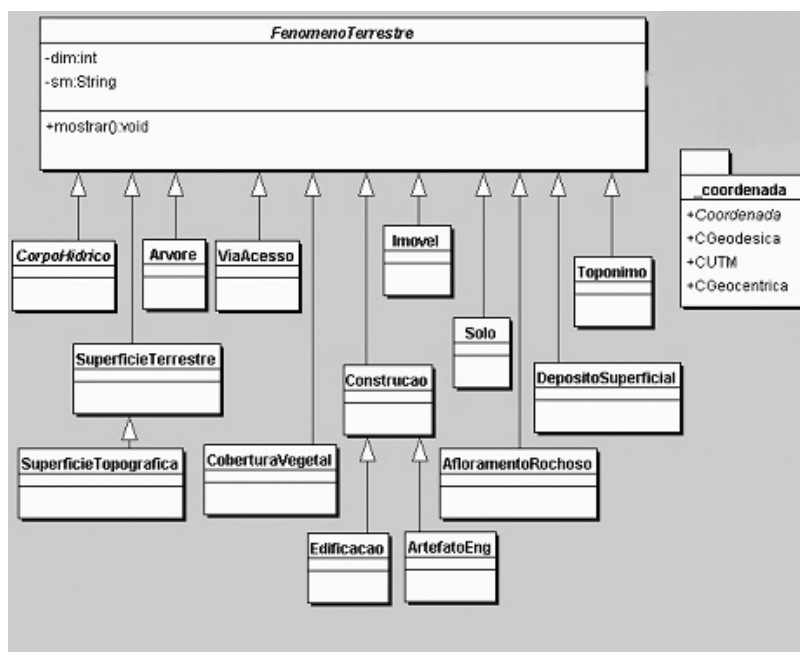 FenomenoTerrestre
-dim:int
-sm:String
+mostrar():void
_coordenada
+Coordenada
+CGeodesica
+CUTM
+CGeocentrica
CorpoHidrico
Arvore
ViaAcesso
Imovel
Toponimo
Solo
SuperficieTerrestre
Construcao
DepositoSuperficial
SuperficieTopografica
CoberturaVegetal
AfloramentoRochoso
Edificacao
ArtefatoEng